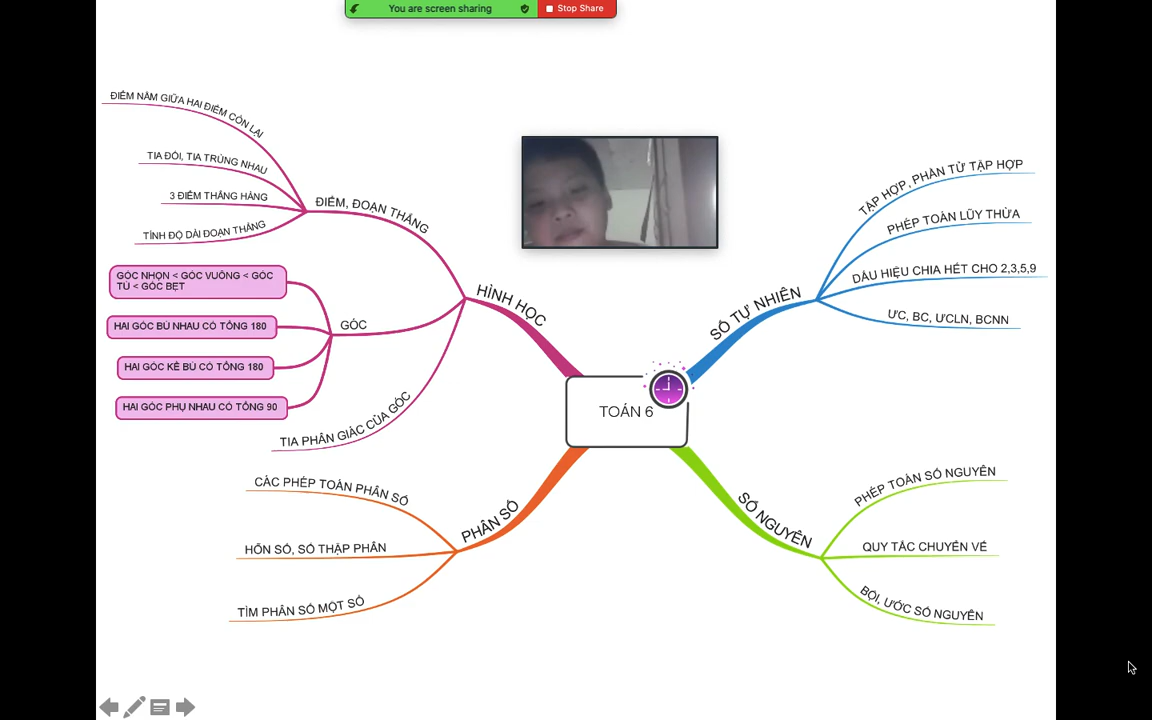 You are screen sharing
Stop Share
ĐIỂM NẰM GIỮA HAI ĐIỂM CÒN LẠI
TIA ĐỐI, TIA TRÙNG NHAU
3 ĐIỂM THẲNG HÀNG
TÍNH ĐỘ DÀI ĐOẠN THẲNG
ĐIỂM, ĐOẠN THẲNG
GÓC NHỌN < GÓC VUÔNG < GÓC
TÙ < GÓC BẸT
HAI GÓC BÙ NHAU CÓ TỔNG 180
HAI GÓC KỀ BÙ CÓ TỔNG 180
HAI GÓC PHỤ NHAU CÓ TỔNG 90
GÓC
TIA PHÂN GIÁC CỦA GÓC
HÌNH HỌC
TOÁN 6
SỐ TỰ NHIÊN
TẬP HỢP, PHẦN TỬ TẬP HỢP
PHÉP TOÁN LŨY THỪA
DẤU HIỆU CHIA HẾT CHO 2,3,5,9
ƯC, BC, ƯCLN, BCNN
PHÂN SỐ
CÁC PHÉP TOÁN PHÂN SỐ
HỖN SỐ, SỐ THẬP PHÂN
TÌM PHÂN SỐ MỘT SỐ
SỐ NGUYÊN
PHÉP TOÁN SỐ NGUYÊN
QUY TẮC CHUYỂN VẾ
BỘI, ƯỚC SỐ NGUYÊN